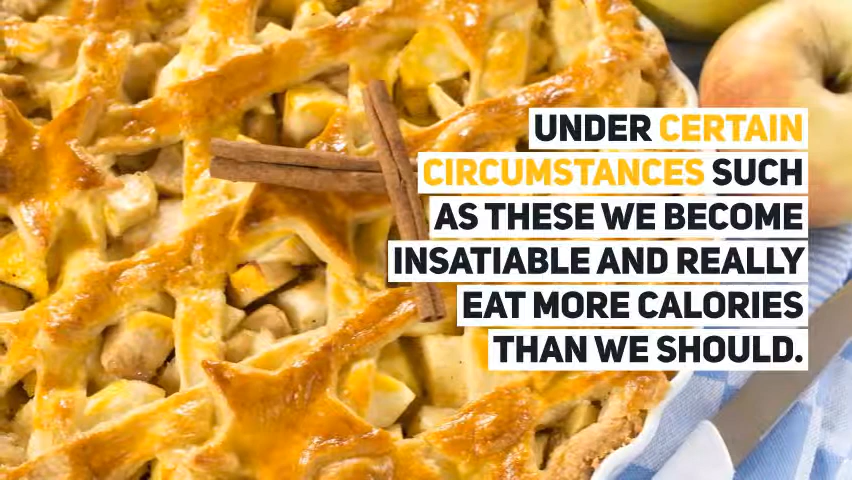 UNDER CERTAIN
CIRCUMSTANCES SUCH
AS THESE WE BECOME
INSATIABLE AND REALLY
EAT MORE CALORIES
THAN WE SHOULD.